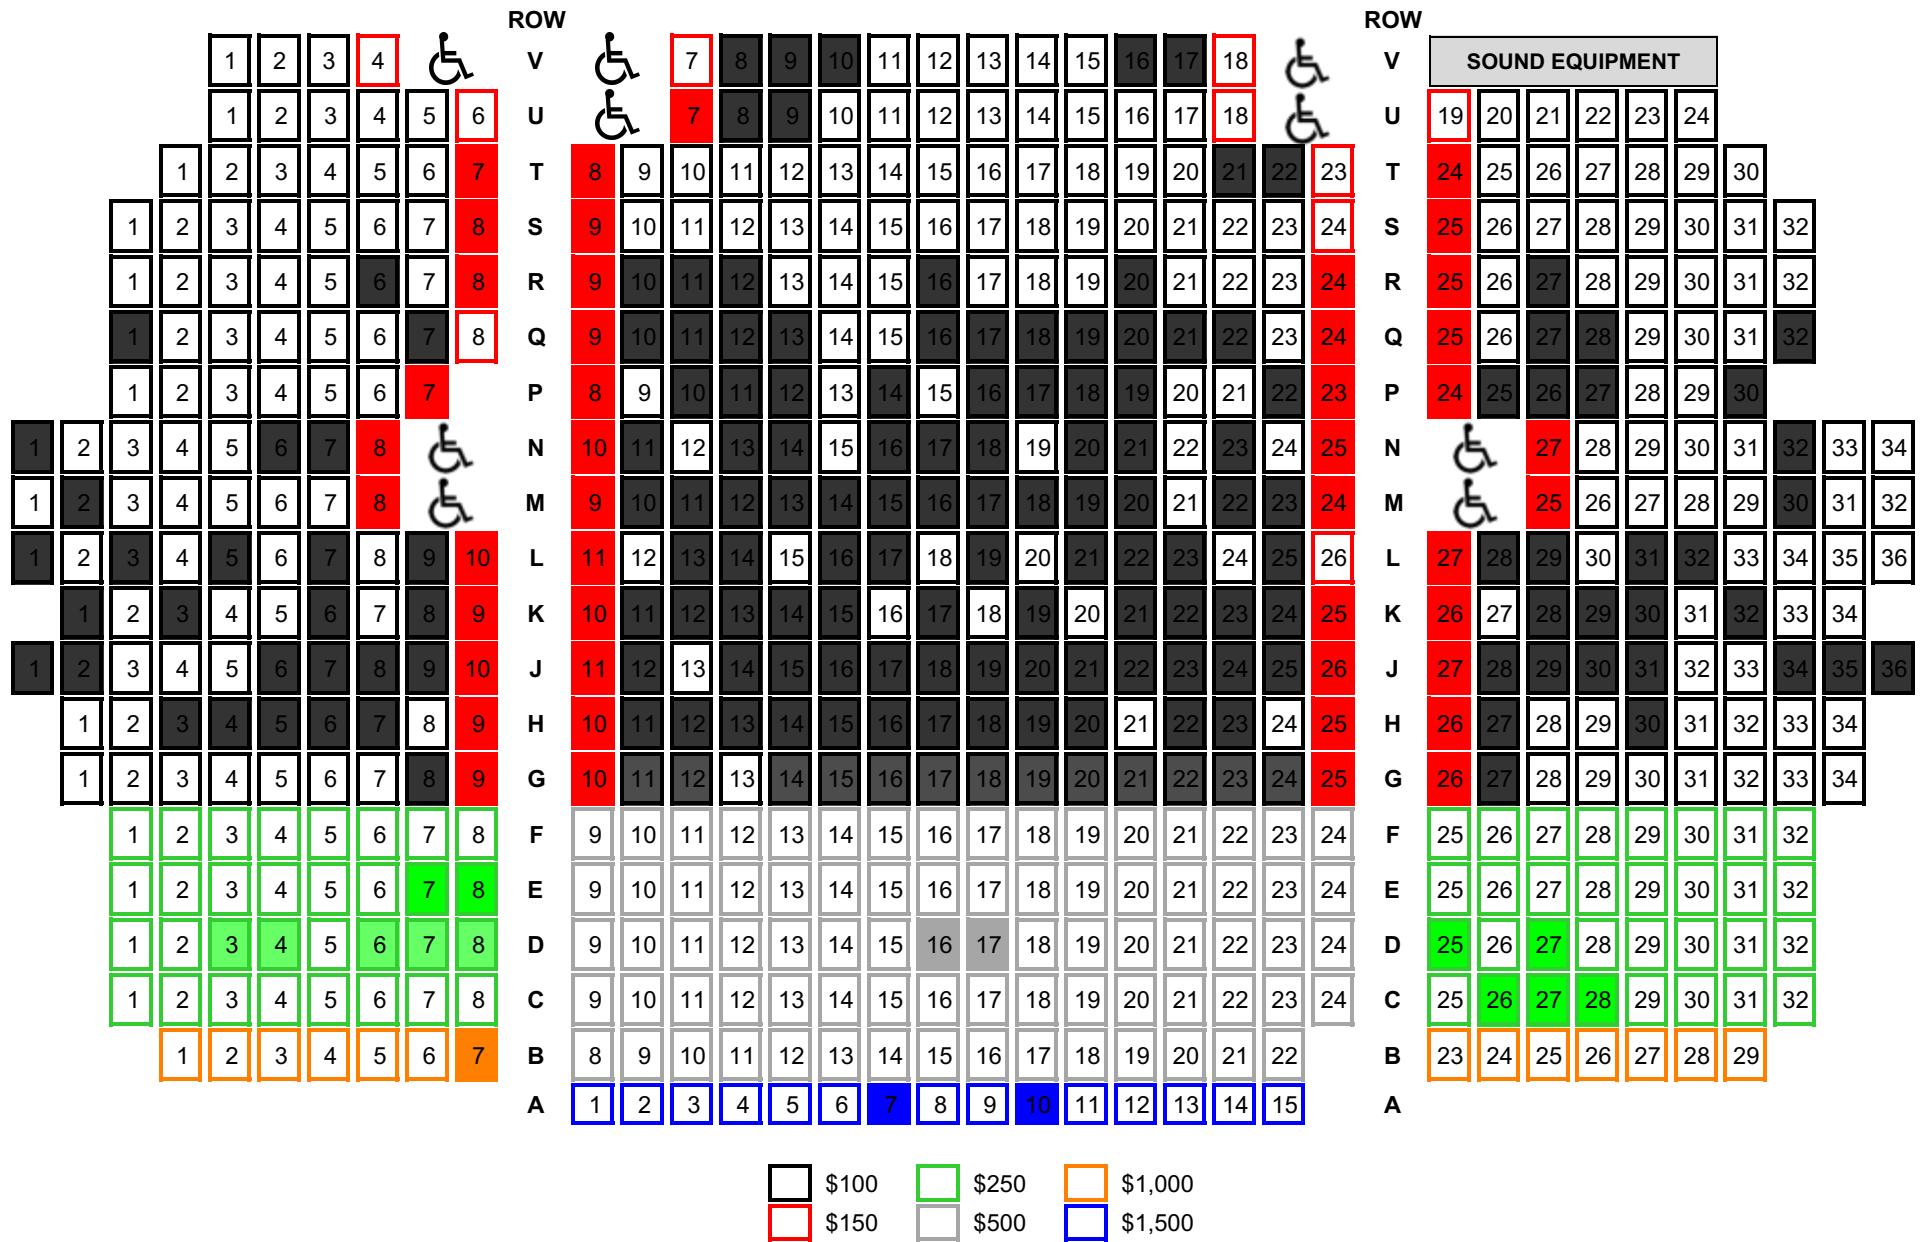 ROW ROW
1 2 3 4 V 7 8 9 10 11 12 13 14 15 16 17 18 V SOUND EQUIPMENT
1 2 3 4 5 6 U 7 8 9 10 11 12 13 14 15 16 17 18 U 19 20 21 22 23 24
1 2 3 4 5 6 7 T 8 9 10 11 12 13 14 15 16 17 18 19 20 21 22 23 T 24 25 26 27 28 29 30
1 2 3 4 5 6 7 8 S 9 10 11 12 13 14 15 16 17 18 19 20 21 22 23 24 S 25 26 27 28 29 30 31 32
1 2 3 4 5 6 7 8 R 9 10 11 12 13 14 15 16 17 18 19 20 21 22 23 24 R 25 26 27 28 29 30 31 32
1 2 3 4 5 6 7 8 Q 9 10 11 12 13 14 15 16 17 18 19 20 21 22 23 24 Q 25 26 27 28 29 30 31 32
1 2 3 4 5 6 7 P 8 9 10 11 12 13 14 15 16 17 18 19 20 21 22 23 P 24 25 26 27 28 29 30
1 2 3 4 5 6 7 8 N 10 11 12 13 14 15 16 17 18 19 20 21 22 23 24 25 N 27 28 29 30 31 32 33 34
1 2 3 4 5 6 7 8 M 9 10 11 12 13 14 15 16 17 18 19 20 21 22 23 24 M 25 26 27 28 29 30 31 32
1 2 3 4 5 6 7 8 9 10 L 11 12 13 14 15 16 17 18 19 20 21 22 23 24 25 26 L 27 28 29 30 31 32 33 34 35 36
1 2 3 4 5 6 7 8 9 K 10 11 12 13 14 15 16 17 18 19 20 21 22 23 24 25 K 26 27 28 29 30 31 32 33 34
1 2 3 4 5 6 7 8 9 10 J 11 12 13 14 15 16 17 18 19 20 21 22 23 24 25 26 J 27 28 29 30 31 32 33 34 35 36
1 2 3 4 5 6 7 8 9 H 10 11 12 13 14 15 16 17 18 19 20 21 22 23 24 25 H 26 27 28 29 30 31 32 33 34
1 2 3 4 5 6 7 8 9 G 10 11 12 13 14 15 16 17 18 19 20 21 22 23 24 25 G 26 27 28 29 30 31 32 33 34
1 2 3 4 5 6 7 8 F 9 10 11 12 13 14 15 16 17 18 19 20 21 22 23 24 F 25 26 27 28 29 30 31 32
1 2 3 4 5 6 7 8 E 9 10 11 12 13 14 15 16 17 18 19 20 21 22 23 24 E 25 26 27 28 29 30 31 32
1 2 3 4 5 6 7 8 D 9 10 11 12 13 14 15 16 17 18 19 20 21 22 23 24 D 25 26 27 28 29 30 31 32
1 2 3 4 5 6 7 8 C 9 10 11 12 13 14 15 16 17 18 19 20 21 22 23 24 C 25 26 27 28 29 30 31 32
1 2 3 4 5 6 7 B 8 9 10 11 12 13 14 15 16 17 18 19 20 21 22 B 23 24 25 26 27 28 29
A 1 2 3 4 5 6 7 8 9 10 11 12 13 14 15 A
$100 $250 $1,000
$150 $500 $1,500